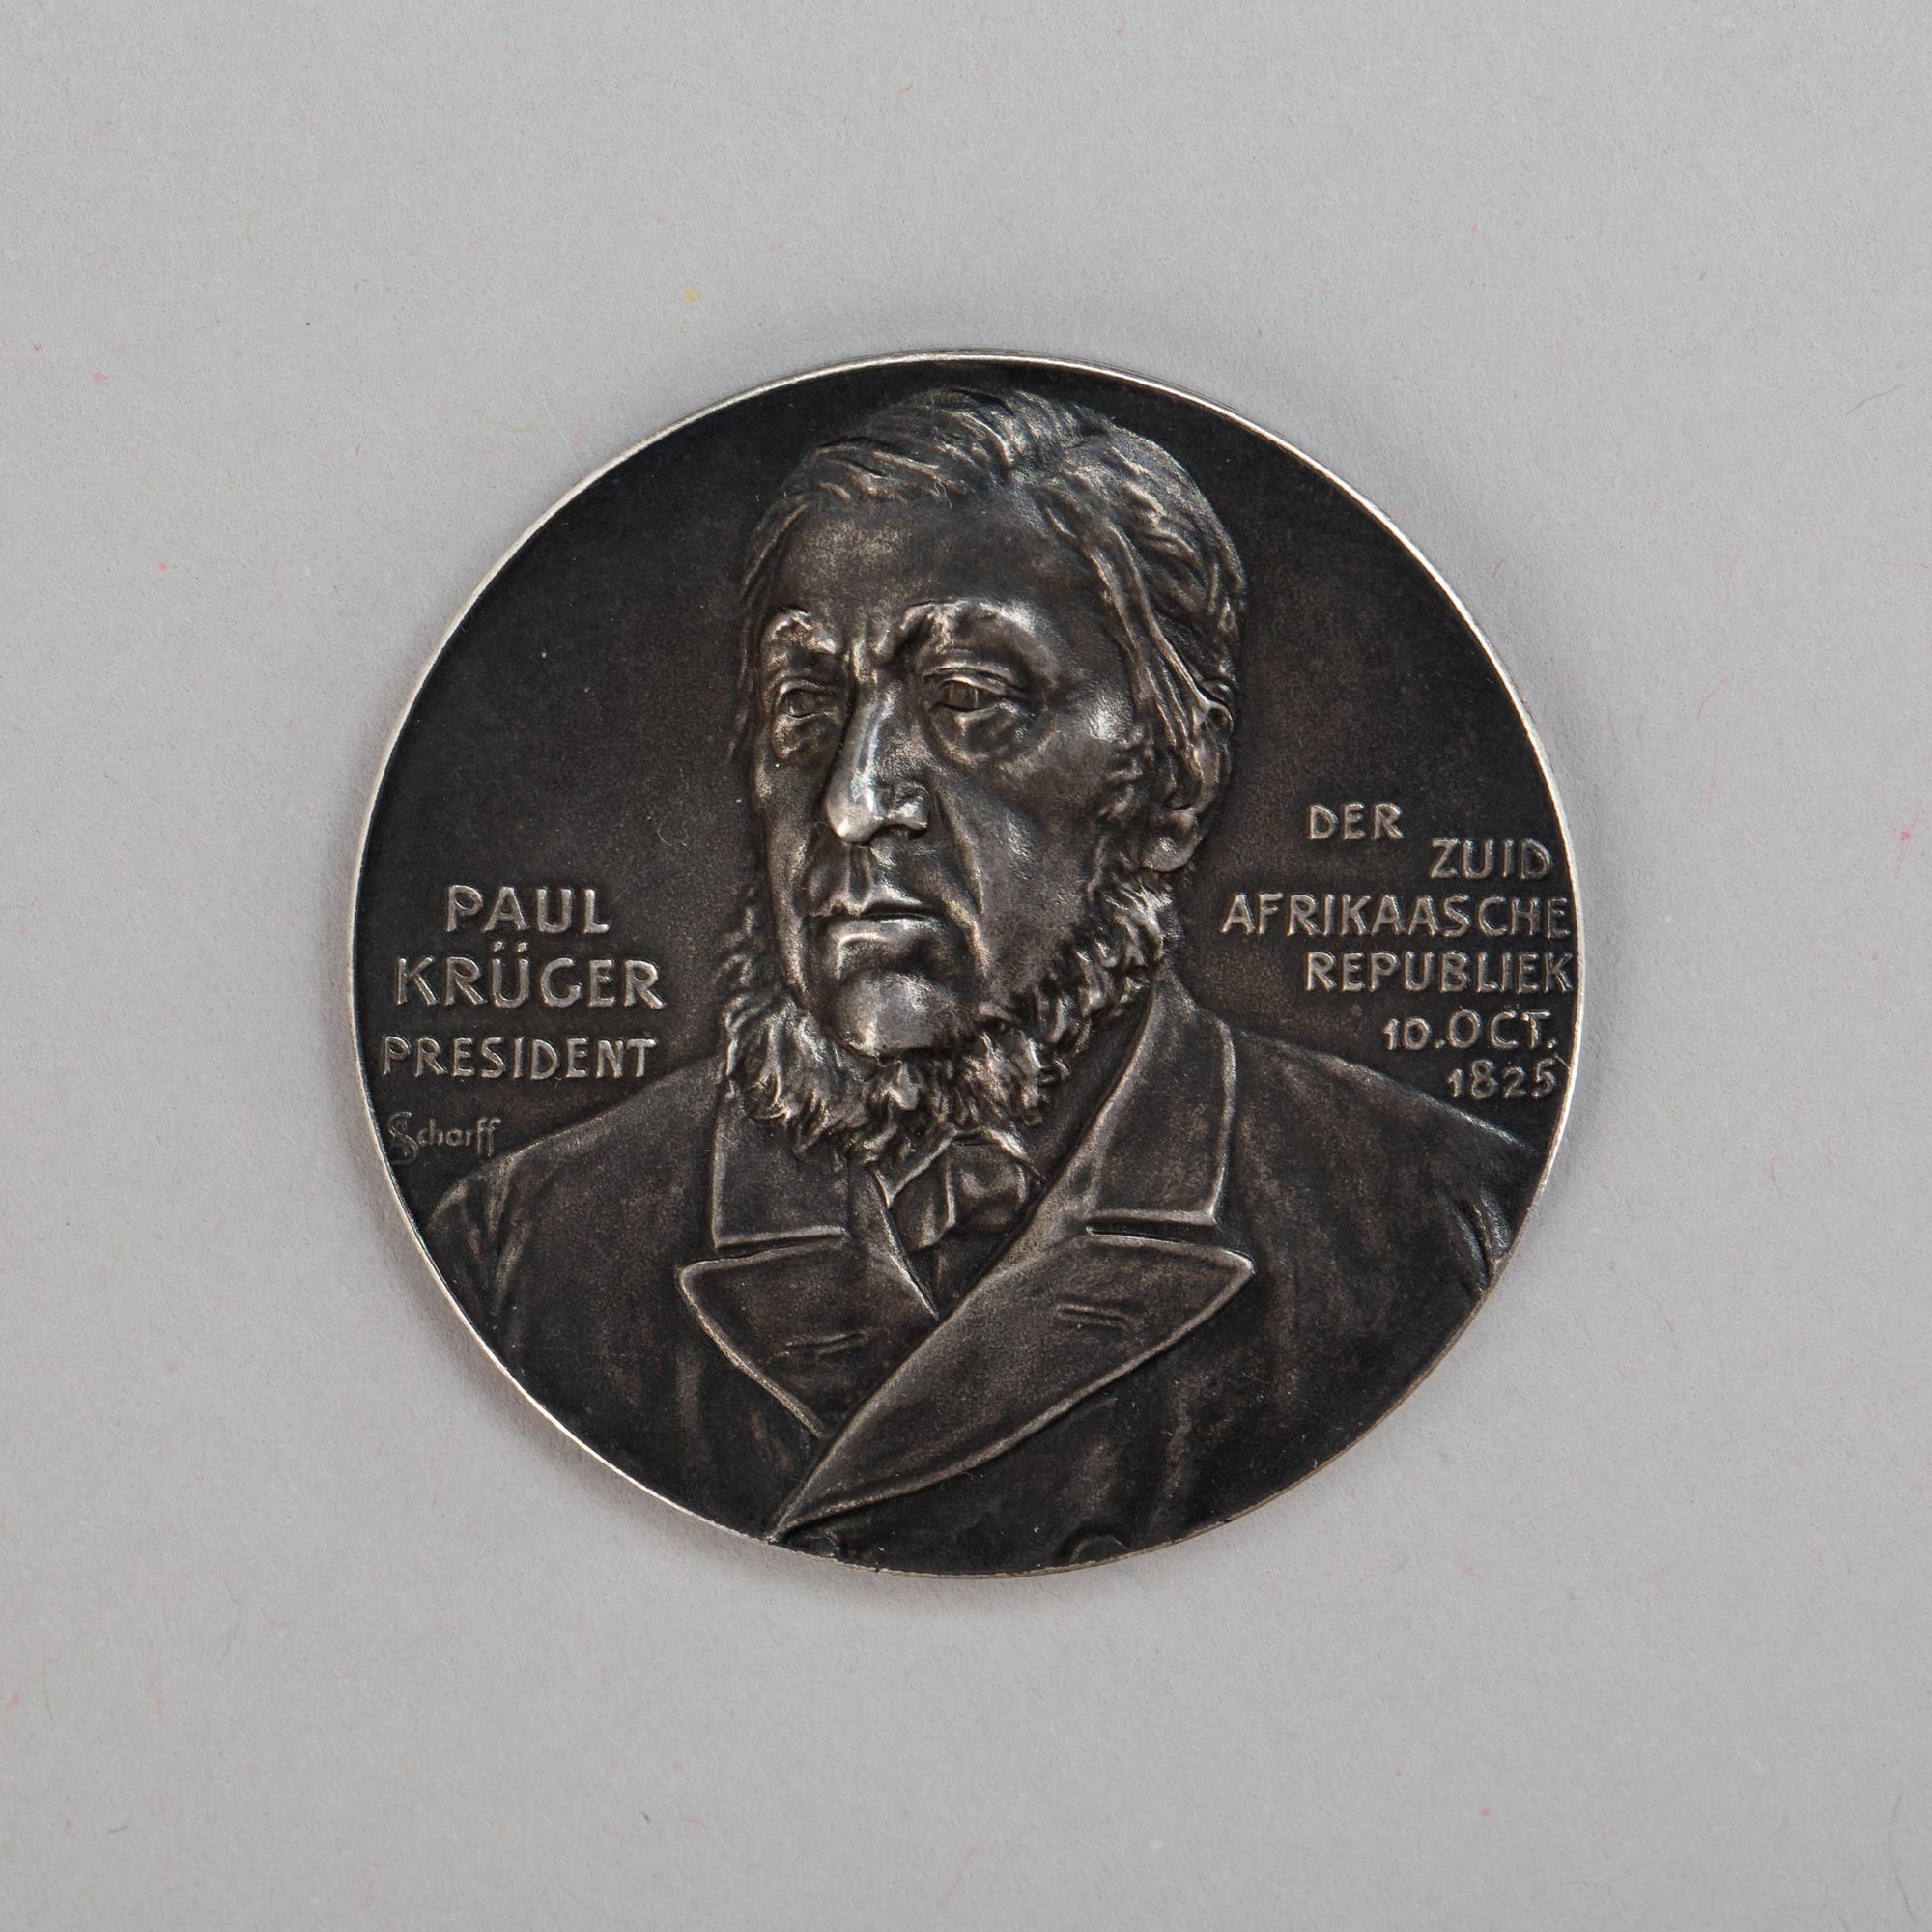 PAUL
KRÜGER
PRESIDENT
Scharff
DER
ZUID
AFRIKAASCHE
REPUBLIEK
10.OCT.
1825